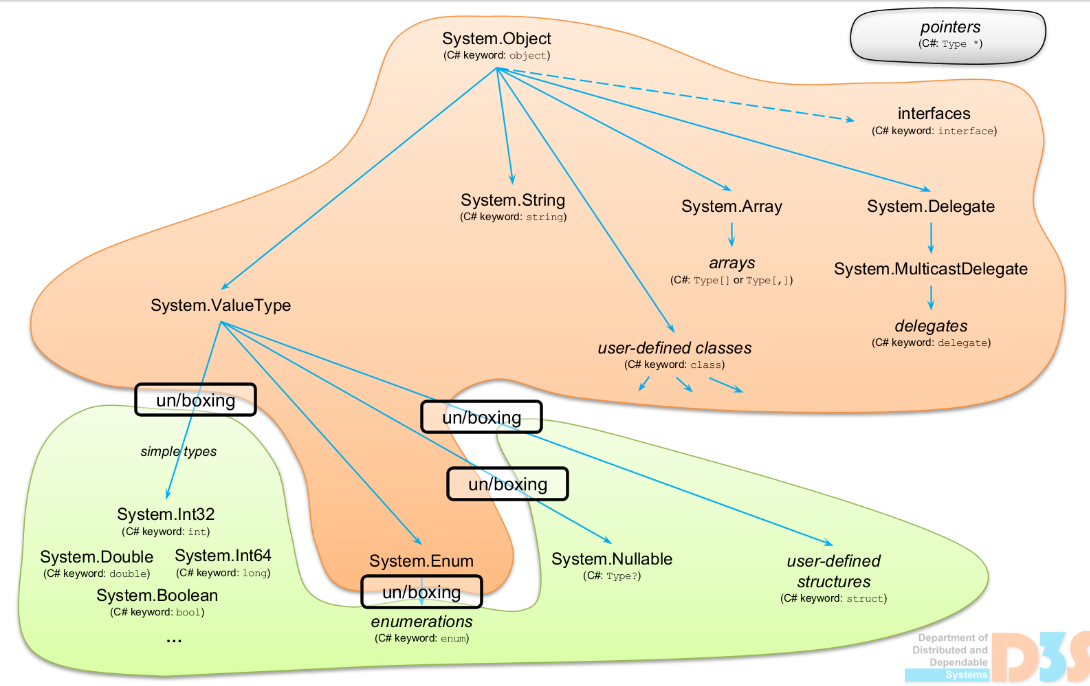 pointers
(C#: Type *)
System.Object
(C# keyword: object)
interfaces
(C# keyword: interface)
System.String
(C# keyword: string)
System.Array
System.Delegate
arrays
(C#: Type[] or Type[,])
System.MulticastDelegate
System.ValueType
delegates
(C# keyword: delegate)
user-defined classes
(C# keyword: class)
un/boxing
un/boxing
simple types
un/boxing
System.Int32
(C# keyword: int)
System.Double
(C# keyword: double)
System.Int64
(C# keyword: long)
System.Boolean
(C# keyword: bool)
...
System.Enum
un/boxing
enumerations
(C# keyword: enum)
System.Nullable
(C#: Type?)
user-defined
structures
(C# keyword: struct)
Department of
Distributed and
Dependable
Systems
D3S